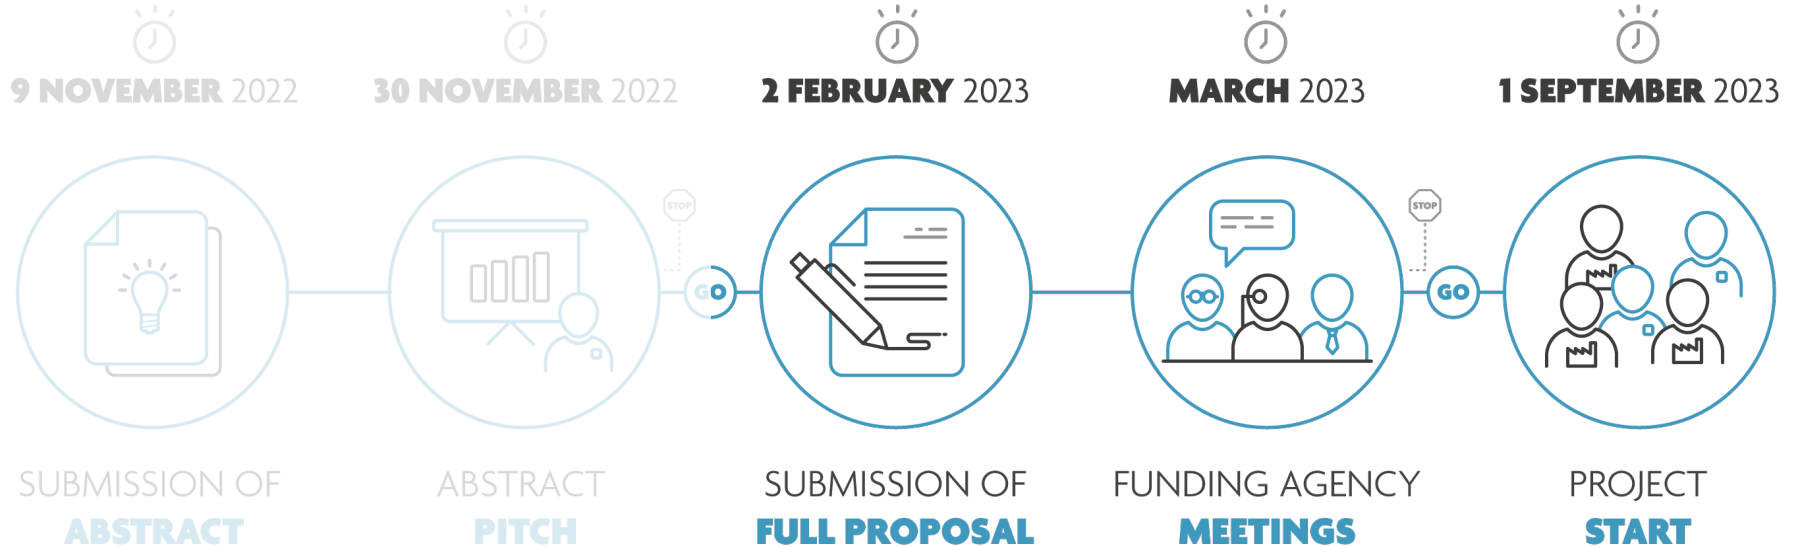 9 NOVEMBER 2022
30 NOVEMBER 2022
2 FEBRUARY 2023
MARCH 2023
1 SEPTEMBER 2023
STOP
GO
STOP
GO
SUBMISSION OF
ABSTRACT
ABSTRACT
PITCH
SUBMISSION OF
FULL PROPOSAL
FUNDING AGENCY
MEETINGS
PROJECT
START